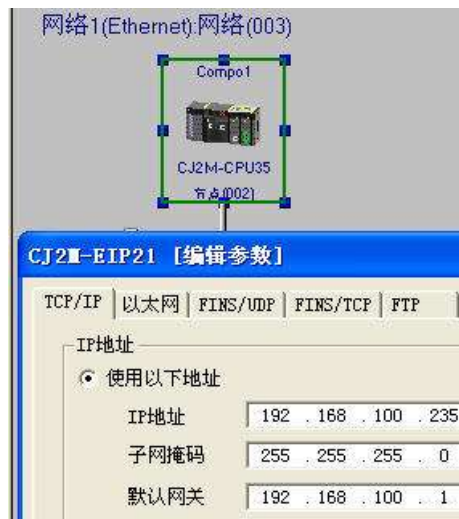 网络1(Ethernet):网络(003)
Compo1
CJ2M-CPU35
节点(002)
CJ2M-EIP21 [编辑参数]
TCP/IP 以太网 FINS/UDP FINS/TCP FTP
IP地址
使用以下地址
IP地址 192 . 168 . 100 . 235
子网掩码 255 . 255 . 255 . 0
默认网关 192 . 168 . 100 . 1